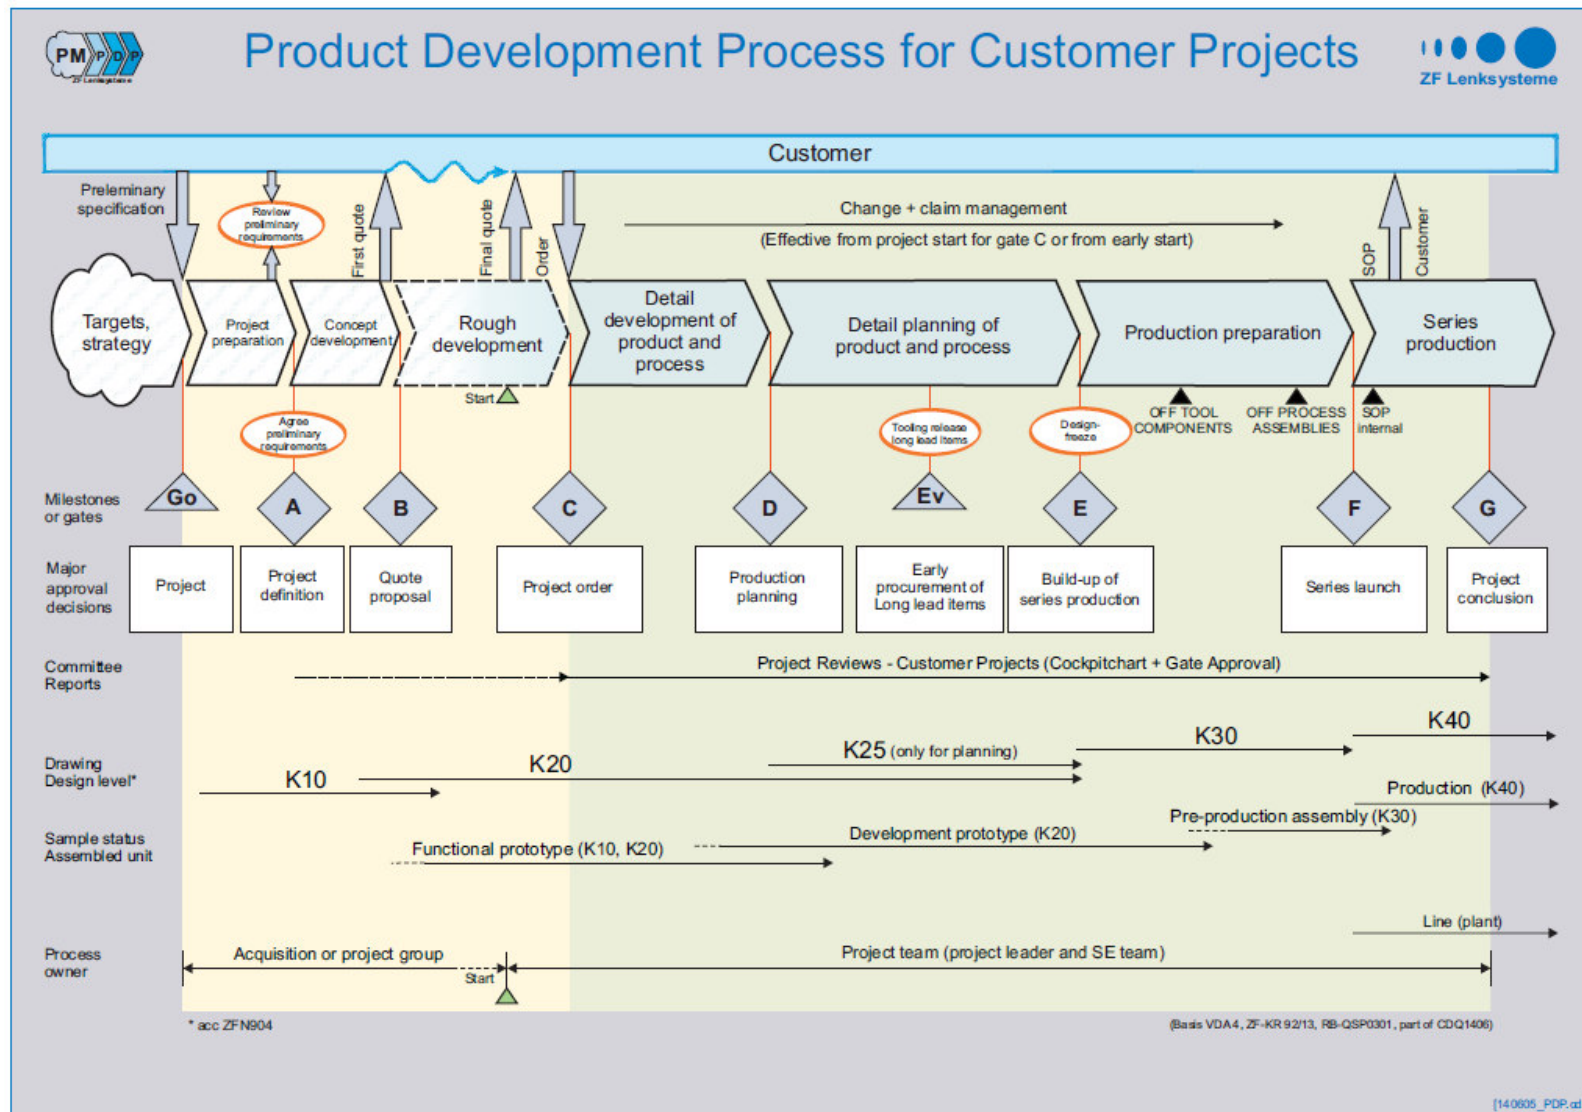 PM PDP
ZF Lenksysteme
Product Development Process for Customer Projects
ZF Lenksysteme
Customer
Preleminary
specification
Review
preliminary
requirements
First quote
Final quote
Order
Change + claim management
(Effective from project start for gate C or from early start)
SOP
Customer
Targets,
strategy
Project
preparation
Concept
development
Rough
development
Detail
development of
product and
process
Detail planning of
product and process
Production preparation
Series
production
Start
Agree
preliminary
requirements
Tooling release
long lead items
Design-
freeze
OFF TOOL
COMPONENTS
OFF PROCESS
ASSEMBLIES
SOP
internal
Milestones
or gates
Go
A
B
C
D
Ev
E
F
G
Major
approval
decisions
Project
Project
definition
Quote
proposal
Project order
Production
planning
Early
procurement of
Long lead items
Build-up of
series production
Series launch
Project
conclusion
Committee
Reports
Project Reviews - Customer Projects (Cockpitchart + Gate Approval)
Drawing
Design level*
K10
K20
K25 (only for planning)
K30
K40
Production (K40)
Sample status
Assembled unit
Functional prototype (K10, K20)
Development prototype (K20)
Pre-production assembly (K30)
Line (plant)
Process
owner
Acquisition or project group
Start
Project team (project leader and SE team)
* acc ZFN904
(Basis VDA 4, ZF-KR 92/13, RB-QSP0301, part of CDQ1406)
[140605_PDP.cd